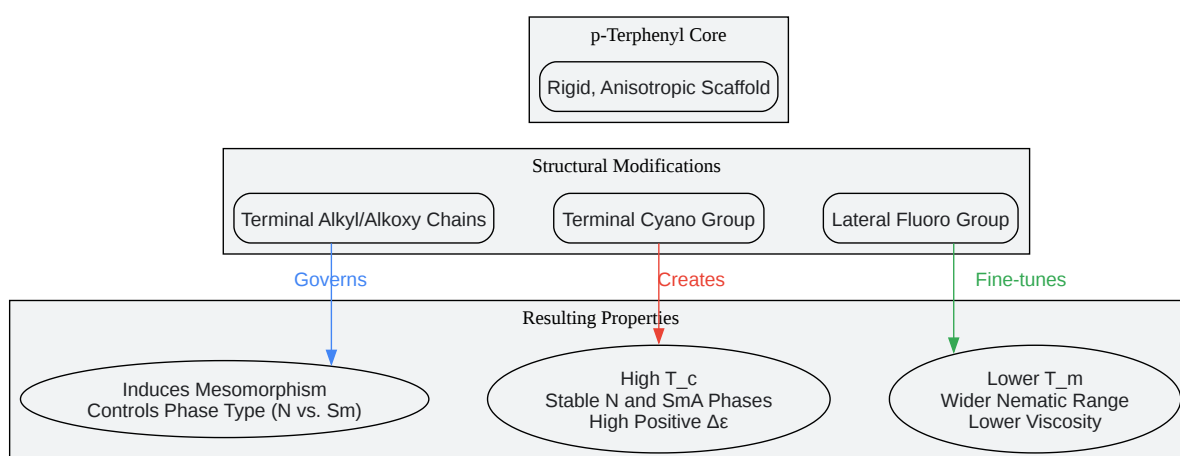 p-Terphenyl Core
Rigid, Anisotropic Scaffold
Structural Modifications
Terminal Alkyl/Alkoxy Chains
Terminal Cyano Group
Lateral Fluoro Group
Governs
Creates
Fine-tunes
Resulting Properties
Induces Mesomorphism
Controls Phase Type (N vs. Sm)
High T_c
Stable N and SmA Phases
High Positive Δε
Lower T_m
Wider Nematic Range
Lower Viscosity